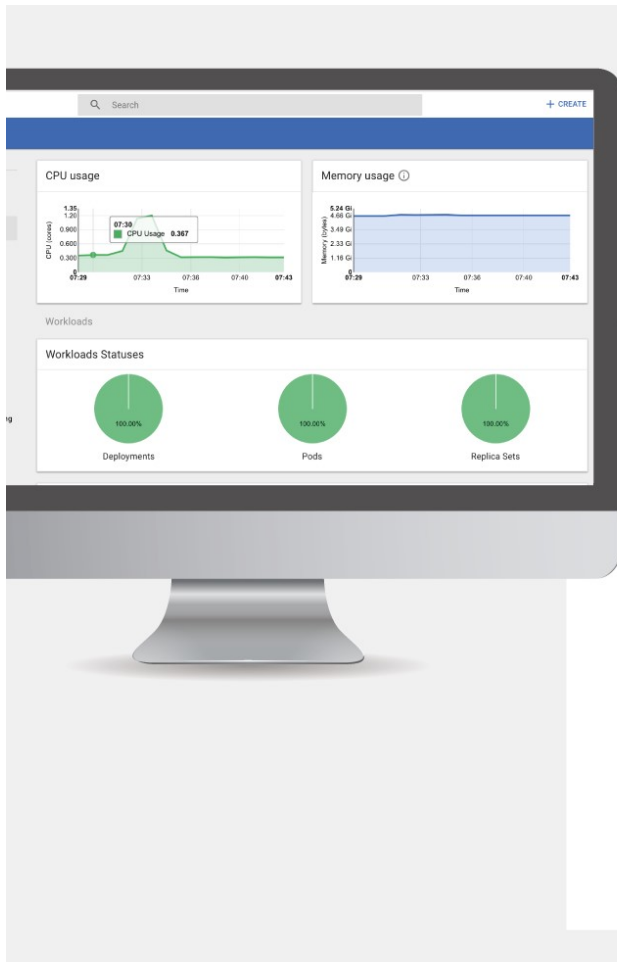 Search
+ CREATE
CPU usage
1.35
1.20
0.900
0.600
0.300
0
CPU (cores)
07:30
CPU Usage 0.367
07:29
07:33
07:36
07:40
07:43
Time
Memory usage
5.24 Gi
4.66 Gi
3.49 Gi
2.33 Gi
1.16 Gi
0
Memory (bytes)
07:29
07:33
07:36
07:40
07:43
Time
Workloads
Workloads Statuses
100.00%
100.00%
100.00%
ng
Deployments
Pods
Replica Sets